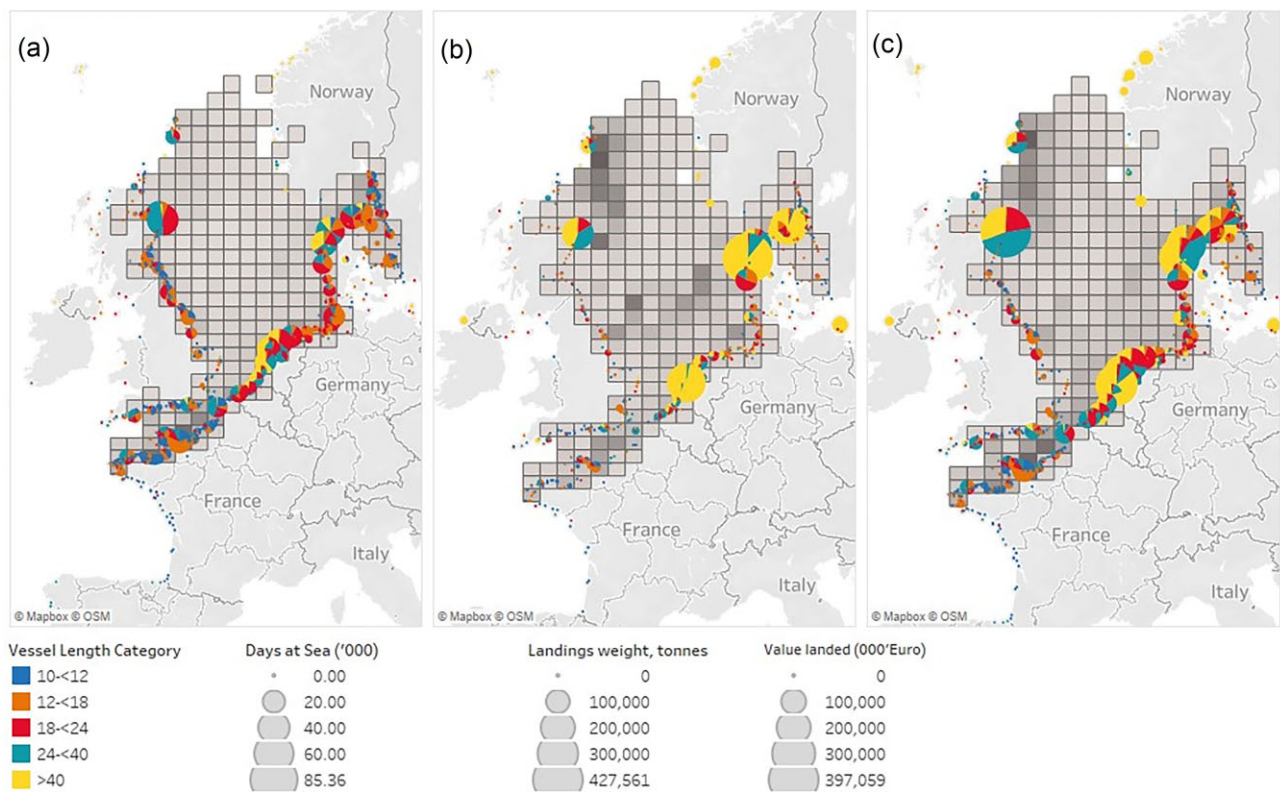 (a)
Norway
Germany
France
Italy
© Mapbox © OSM
(b)
Norway
Germany
France
Italy
© Mapbox © OSM
(c)
Norway
Germany
France
Italy
© Mapbox © OSM
Vessel Length Category
10-<12
12-<18
18-<24
24-<40
>40
Days at Sea ('000)
0.00
20.00
40.00
60.00
85.36
Landings weight, tonnes
0
100,000
200,000
300,000
427,561
Value landed (000'Euro)
0
100,000
200,000
300,000
397,059